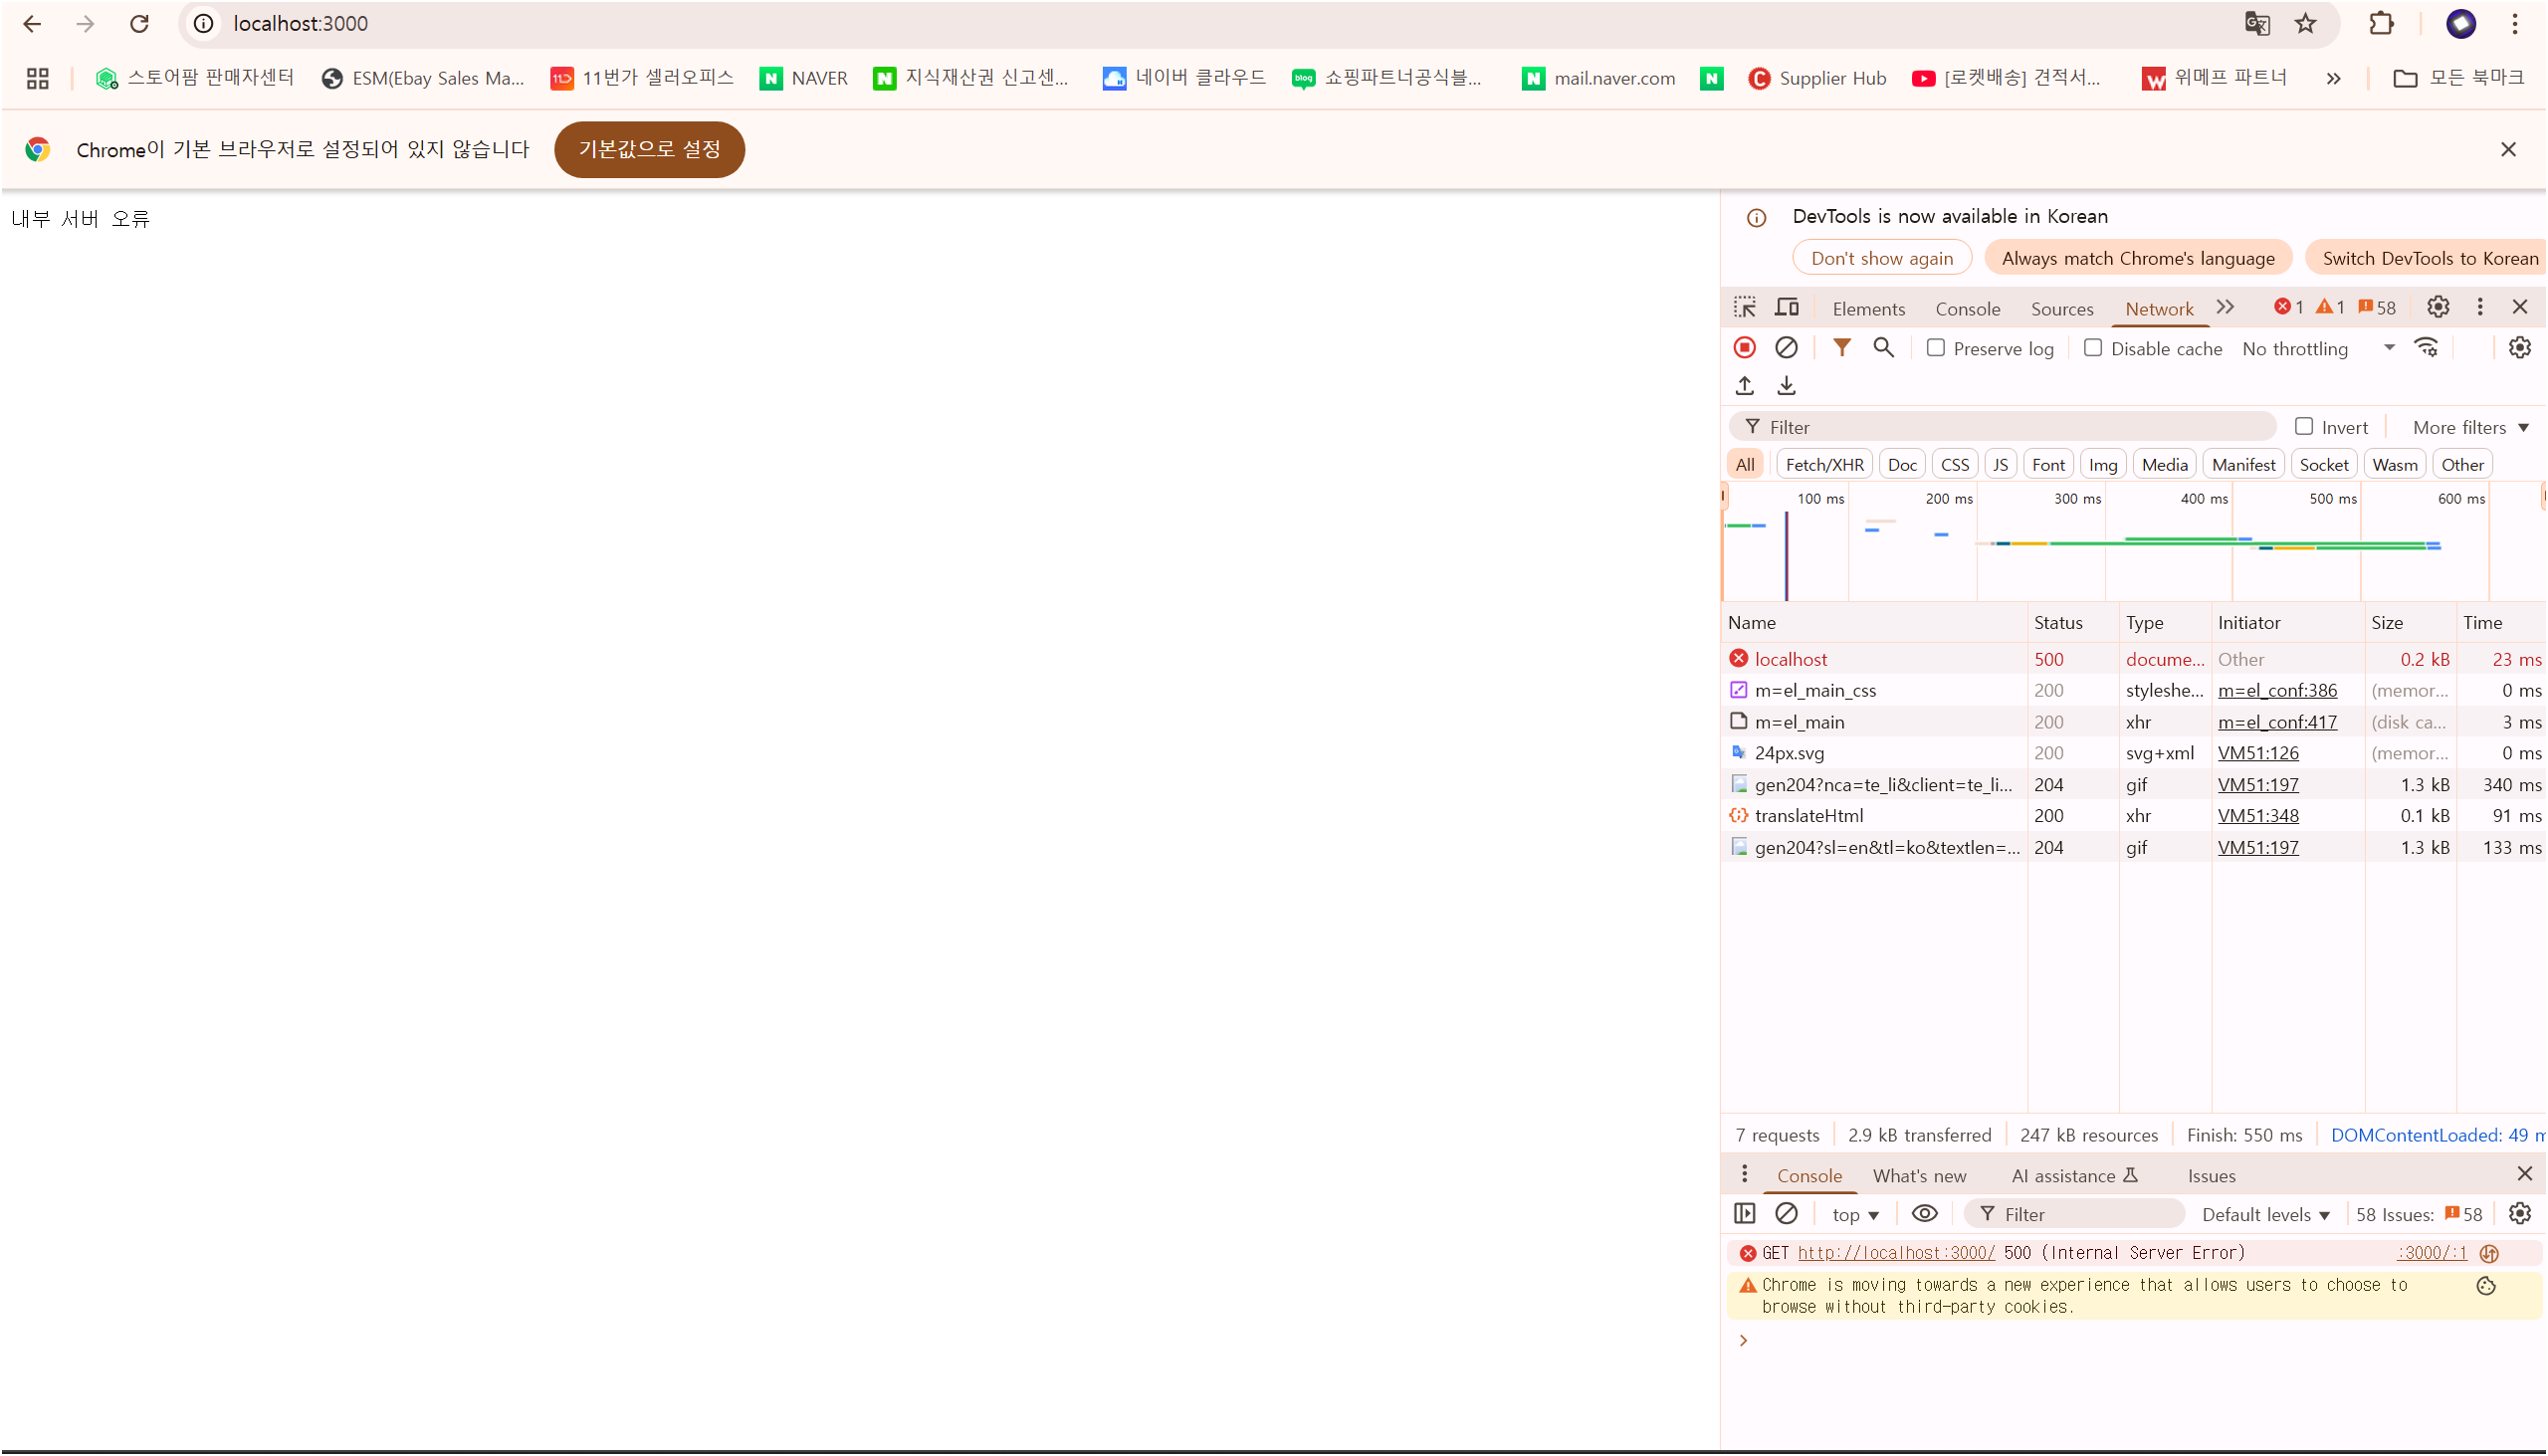 localhost:3000
스토어팜 판매자센터
ESM(Ebay Sales Ma...
11번가 셀러오피스
NAVER
지식재산권 신고센...
네이버 클라우드
blog 쇼핑파트너공식블...
mail.naver.com
Supplier Hub
[로켓배송] 견적서...
위메프 파트너
모든 북마크
Chrome이 기본 브라우저로 설정되어 있지 않습니다
기본값으로 설정
내부 서버 오류
DevTools is now available in Korean
Don't show again
Always match Chrome's language
Switch DevTools to Korean
Elements Console Sources Network 1 1 58
Preserve log Disable cache No throttling
Filter Invert More filters
All Fetch/XHR Doc CSS JS Font Img Media Manifest Socket Wasm Other
100 ms 200 ms 300 ms 400 ms 500 ms 600 ms
Name Status Type Initiator Size Time
localhost 500 docume... Other 0.2 kB 23 ms
m=el_main_css 200 styleshe... m=el_conf:386 (memor... 0 ms
m=el_main 200 xhr m=el_conf:417 (disk ca... 3 ms
24px.svg 200 svg+xml VM51:126 (memor... 0 ms
gen204?nca=te_li&client=te_li... 204 gif VM51:197 1.3 kB 340 ms
translateHtml 200 xhr VM51:348 0.1 kB 91 ms
gen204?sl=en&tl=ko&textlen=... 204 gif VM51:197 1.3 kB 133 ms
7 requests 2.9 kB transferred 247 kB resources Finish: 550 ms DOMContentLoaded: 49 m
Console What's new AI assistance Issues
top Filter Default levels 58 Issues: 58
GET http://localhost:3000/ 500 (Internal Server Error) :3000/:1
Chrome is moving towards a new experience that allows users to choose to
browse without third-party cookies.